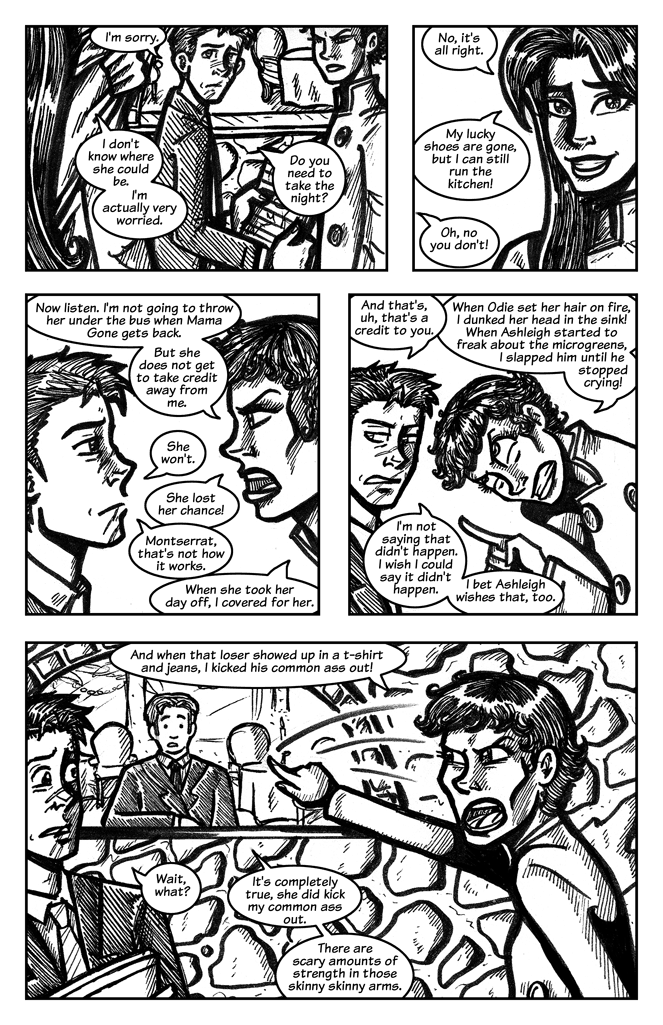 I'm sorry.
I don't
know where
she could
be.
I'm
actually very
worried.
Do you
need to
take the
night?
No, it's
all right.
My lucky
shoes are gone,
but I can still
run the
kitchen!
Oh, no
you don't!
Now listen. I'm not going to throw
her under the bus when Mama
Gone gets back.
But she
does not get
to take credit
away from
me.
She
won't.
She lost
her chance!
Montserrat,
that's not how
it works.
When she took her
day off, I covered for her.
And that's,
uh, that's a
credit to you.
When Odie set her hair on fire,
I dunked her head in the sink!
When Ashleigh started to
freak about the microgreens,
I slapped him until he
stopped
crying!
I'm not
saying that
didn't happen.
I wish I could
say it didn't
happen.
I bet Ashleigh
wishes that, too.
And when that loser showed up in a t-shirt
and jeans, I kicked his common ass out!
Wait,
what?
It's completely
true, she did kick
my common ass
out.
There are
scary amounts of
strength in those
skinny skinny arms.